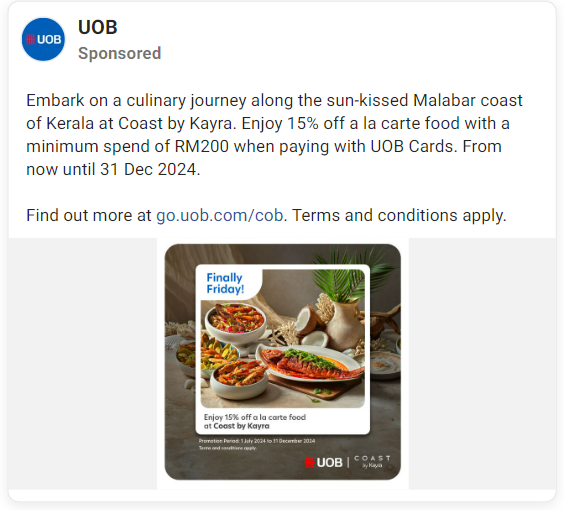 UOB
UOB
Sponsored
Embark on a culinary journey along the sun-kissed Malabar coast
of Kerala at Coast by Kayra. Enjoy 15% off a la carte food with a
minimum spend of RM200 when paying with UOB Cards. From
now until 31 Dec 2024.
Find out more at go.uob.com/cob. Terms and conditions apply.
Finally
Friday!
Enjoy 15% off a la carte food
at Coast by Kayra
Promotion Period: 1 July 2024 to 31 December 2024
Terms and conditions apply.
UOB | COAST
by Kayra